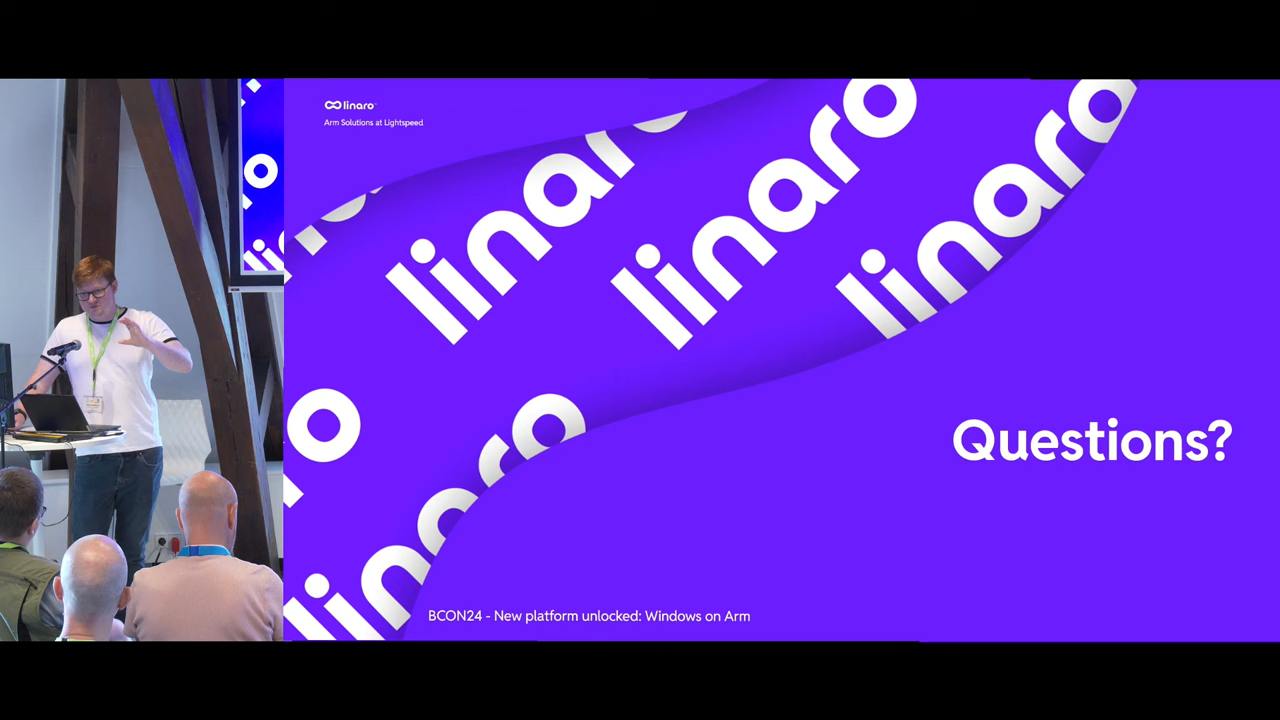 linaro
Arm Solutions at Lightspeed
linaro
linaro
linaro
Questions?
linaro
BCON24 - New platform unlocked: Windows on Arm